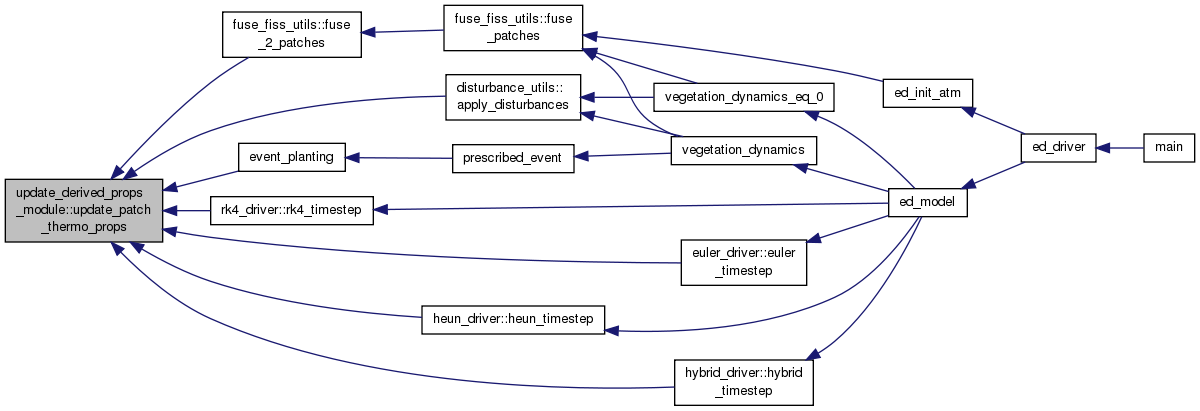 fuse_fiss_utils::fuse
_2_patches
fuse_fiss_utils::fuse
_patches
disturbance_utils::
apply_disturbances
vegetation_dynamics_eq_0
ed_init_atm
event_planting
prescribed_event
vegetation_dynamics
ed_driver
main
update_derived_props
_module::update_patch
_thermo_props
rk4_driver::rk4_timestep
ed_model
euler_driver::euler
_timestep
heun_driver::heun_timestep
hybrid_driver::hybrid
_timestep